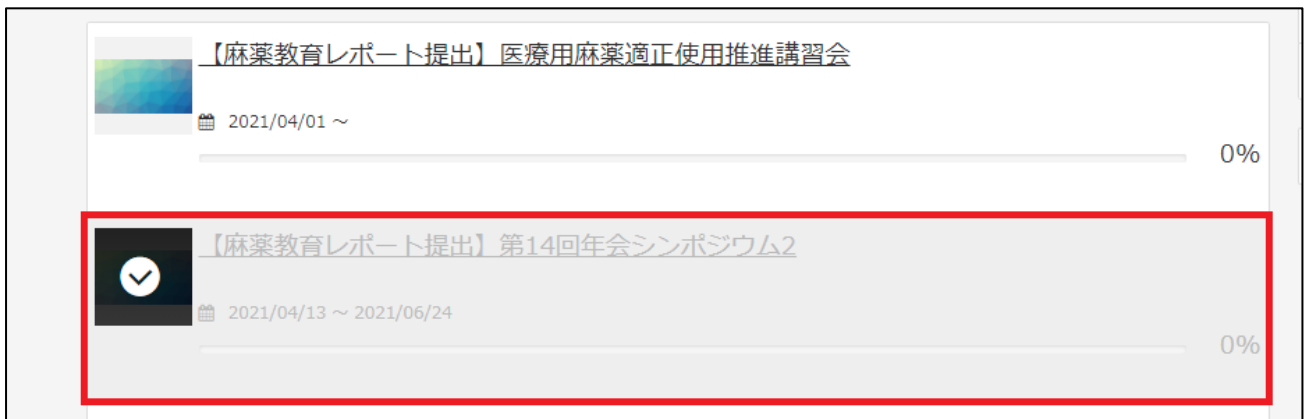 【麻薬教育レポート提出】医療用麻薬適正使用推進講習会
2021/04/01 ～
0%
【麻薬教育レポート提出】第14回年会シンポジウム2
2021/04/13 ～ 2021/06/24
0%